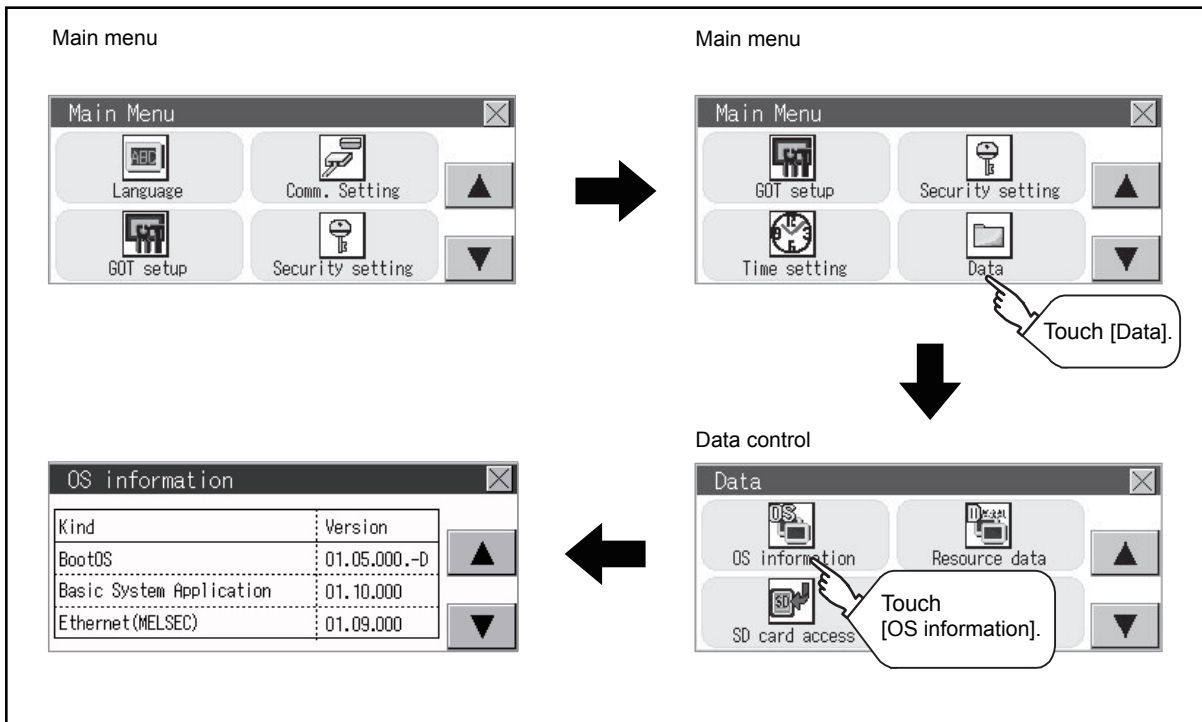 Main menu
Main Menu
Language
Comm. Setting
GOT setup
Security setting
Main menu
Main Menu
GOT setup
Security setting
Time setting
Data
Touch [Data].
Data control
Data
OS information
Resource data
SD card access
Touch
[OS information].
OS information
Kind Version
BootOS 01.05.000.-D
Basic System Application 01.10.000
Ethernet(MELSEC) 01.09.000